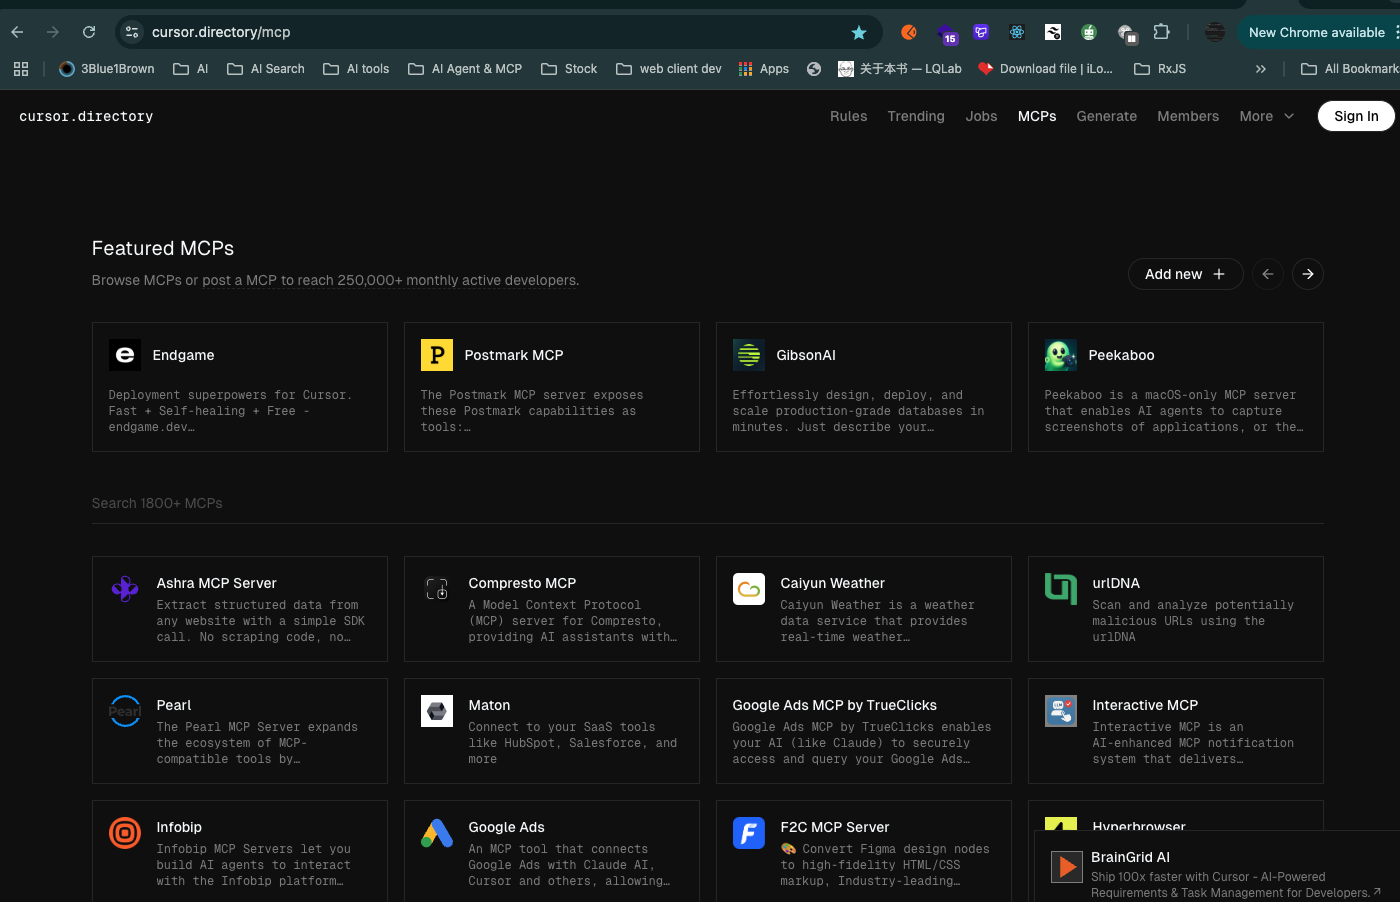 cursor.directory/mcp
15
New Chrome available
3Blue1Brown
AI
AI Search
AI tools
AI Agent & MCP
Stock
web client dev
Apps
关于本书 — LQLab
Download file | iLo...
RxJS
»
All Bookmark
cursor.directory
Rules
Trending
Jobs
MCPs
Generate
Members
More
Sign In
Featured MCPs
Browse MCPs or post a MCP to reach 250,000+ monthly active developers.
Add new +
e
Endgame
Deployment superpowers for Cursor.
Fast + Self-healing + Free -
endgame.dev…
P
Postmark MCP
The Postmark MCP server exposes
these Postmark capabilities as
tools:…
GibsonAI
Effortlessly design, deploy, and
scale production-grade databases in
minutes. Just describe your…
Peekaboo
Peekaboo is a macOS-only MCP server
that enables AI agents to capture
screenshots of applications, or the…
Search 1800+ MCPs
Ashra MCP Server
Extract structured data from
any website with a simple SDK
call. No scraping code, no…
Compresto MCP
A Model Context Protocol
(MCP) server for Compresto,
providing AI assistants with…
Caiyun Weather
Caiyun Weather is a weather
data service that provides
real-time weather…
urlDNA
Scan and analyze potentially
malicious URLs using the
urlDNA
Pearl
Pearl
The Pearl MCP Server expands
the ecosystem of MCP-
compatible tools by…
Maton
Connect to your SaaS tools
like HubSpot, Salesforce, and
more
Google Ads MCP by TrueClicks
Google Ads MCP by TrueClicks enables
your AI (like Claude) to securely
access and query your Google Ads…
Interactive MCP
Interactive MCP is an
AI-enhanced MCP notification
system that delivers…
Infobip
Infobip MCP Servers let you
build AI agents to interact
with the Infobip platform…
Google Ads
An MCP tool that connects
Google Ads with Claude AI,
Cursor and others, allowing…
F
F2C MCP Server
🎨 Convert Figma design nodes
to high-fidelity HTML/CSS
markup, Industry-leading…
Hyperbrowser
BrainGrid AI
Ship 100x faster with Cursor - AI-Powered
Requirements & Task Management for Developers. ↗